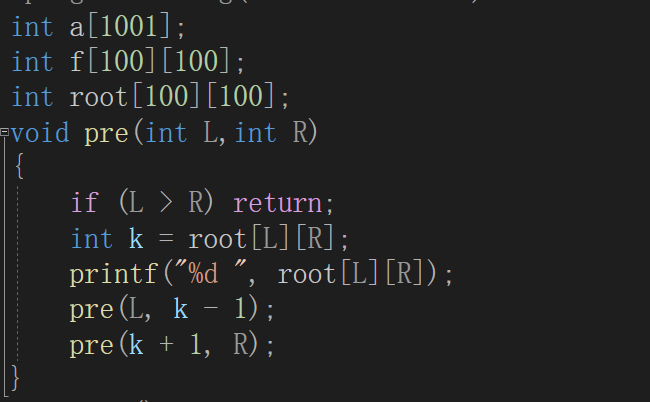 int a[1001];
int f[100][100];
int root[100][100];
void pre(int L,int R)
{
if (L > R) return;
int k = root[L][R];
printf("%d ", root[L][R]);
pre(L, k - 1);
pre(k + 1, R);
}